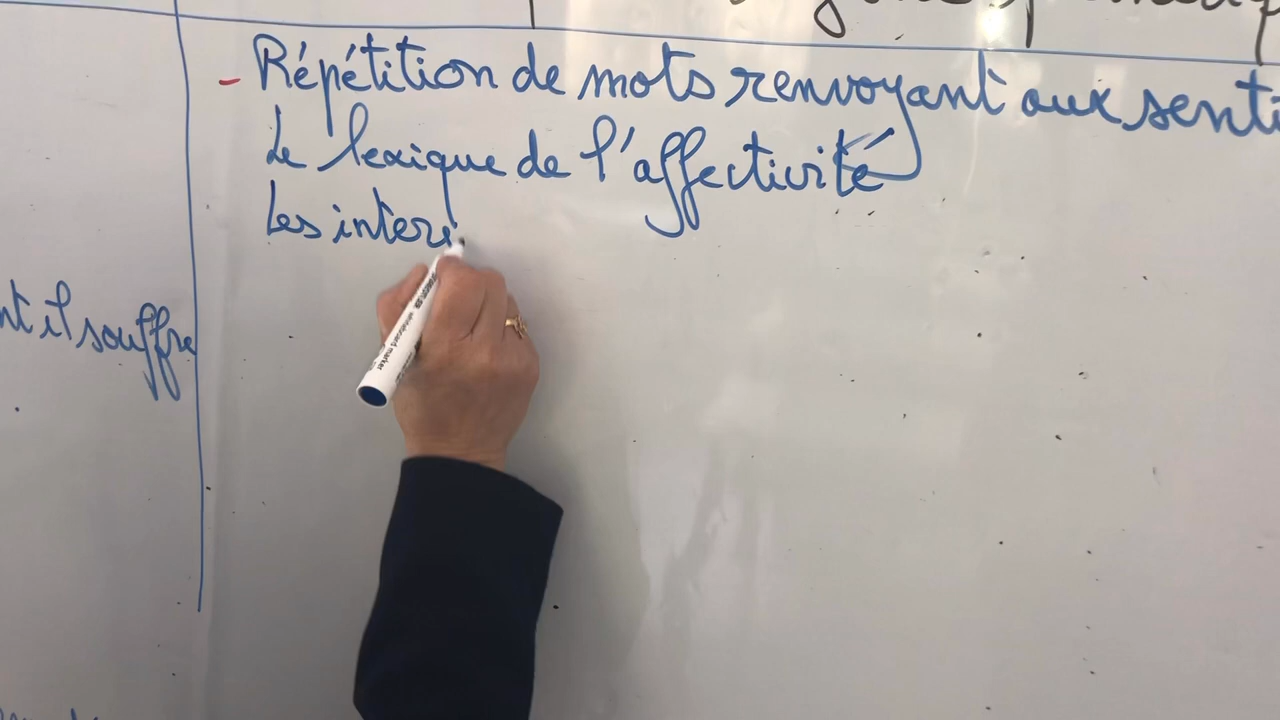 - Répétition de mots renvoyant aux senti
Le lexique de l'affectivité
Les inter
nt il souffre